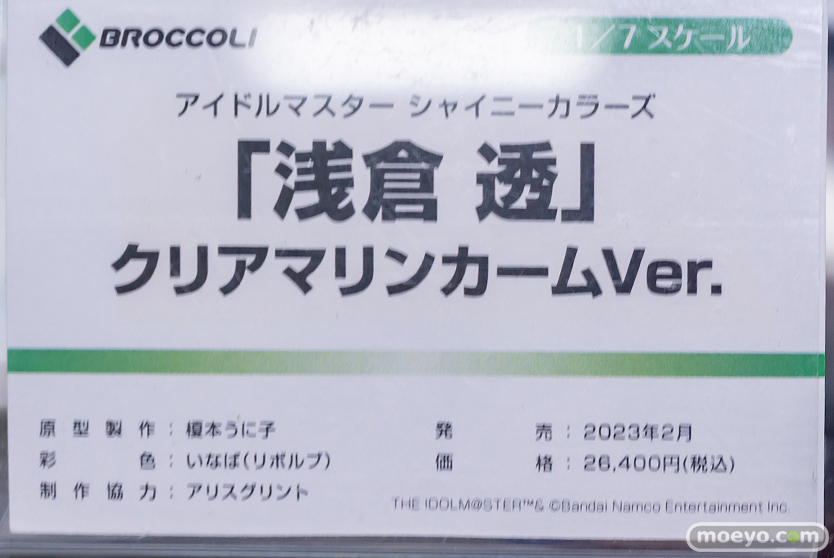 BROCCOLI
1/7 スケール
アイドルマスター シャイニーカラーズ
「浅倉 透」
クリアマリンカームVer.
原型製作：榎本うに子
彩色：いなば(リボルブ)
制作協力：アリスグリント
発売：2023年2月
価格：26,400円(税込)
THE IDOLM@STER™& ©Bandai Namco Entertainment Inc.
moeyo.com